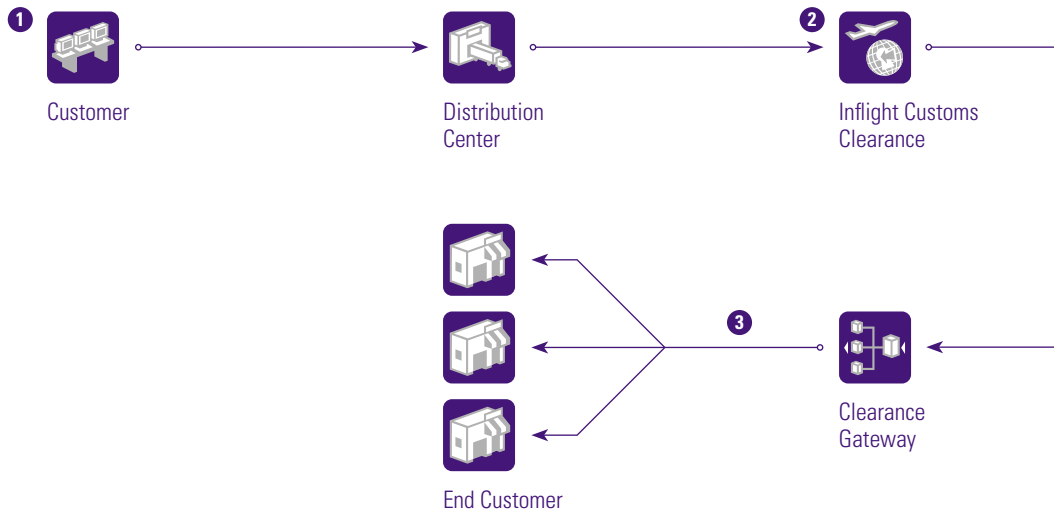 1
Customer
Distribution
Center
2
Inflight Customs
Clearance
3
Clearance
Gateway
End Customer